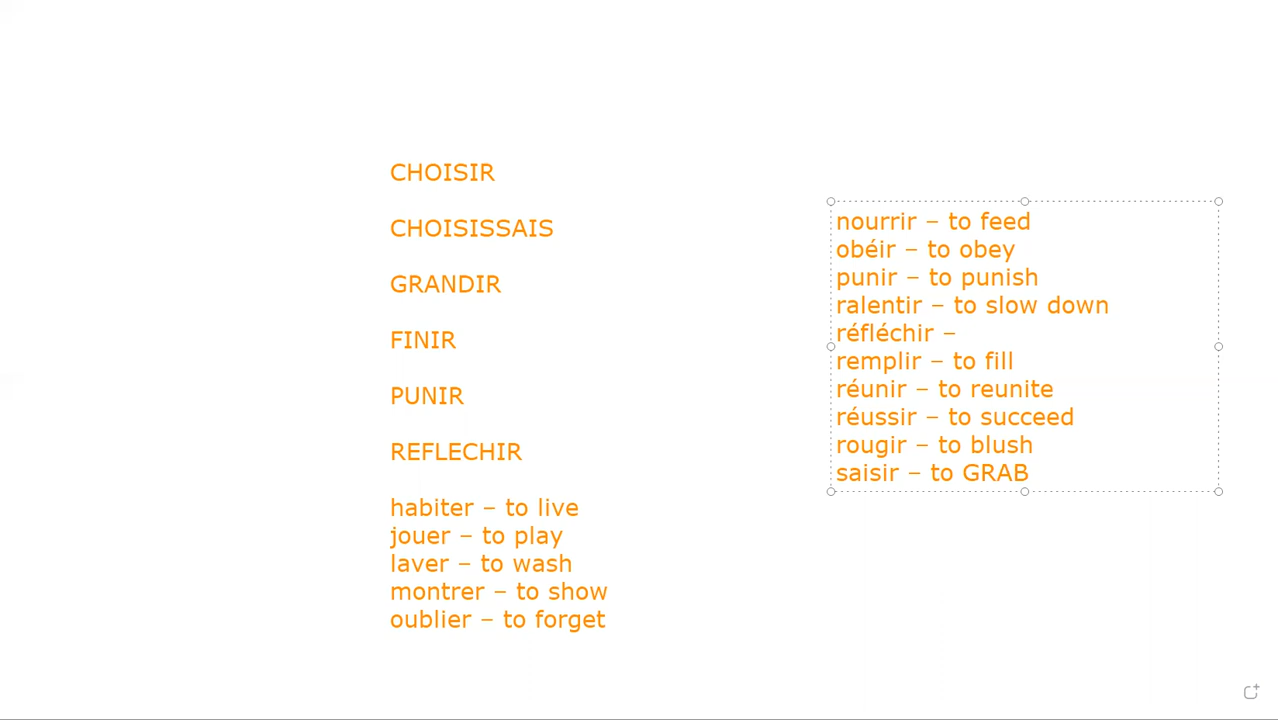 CHOISIR
CHOISISSAIS
GRANDIR
FINIR
PUNIR
REFLECHIR
habiter – to live
jouer – to play
laver – to wash
montrer – to show
oublier – to forget
nourrir – to feed
obéir – to obey
punir – to punish
ralentir – to slow down
réfléchir –
remplir – to fill
réunir – to reunite
réussir – to succeed
rougir – to blush
saisir – to GRAB